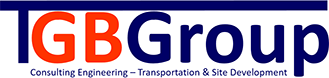 TGBGroup
Consulting Engineering – Transportation & Site Development